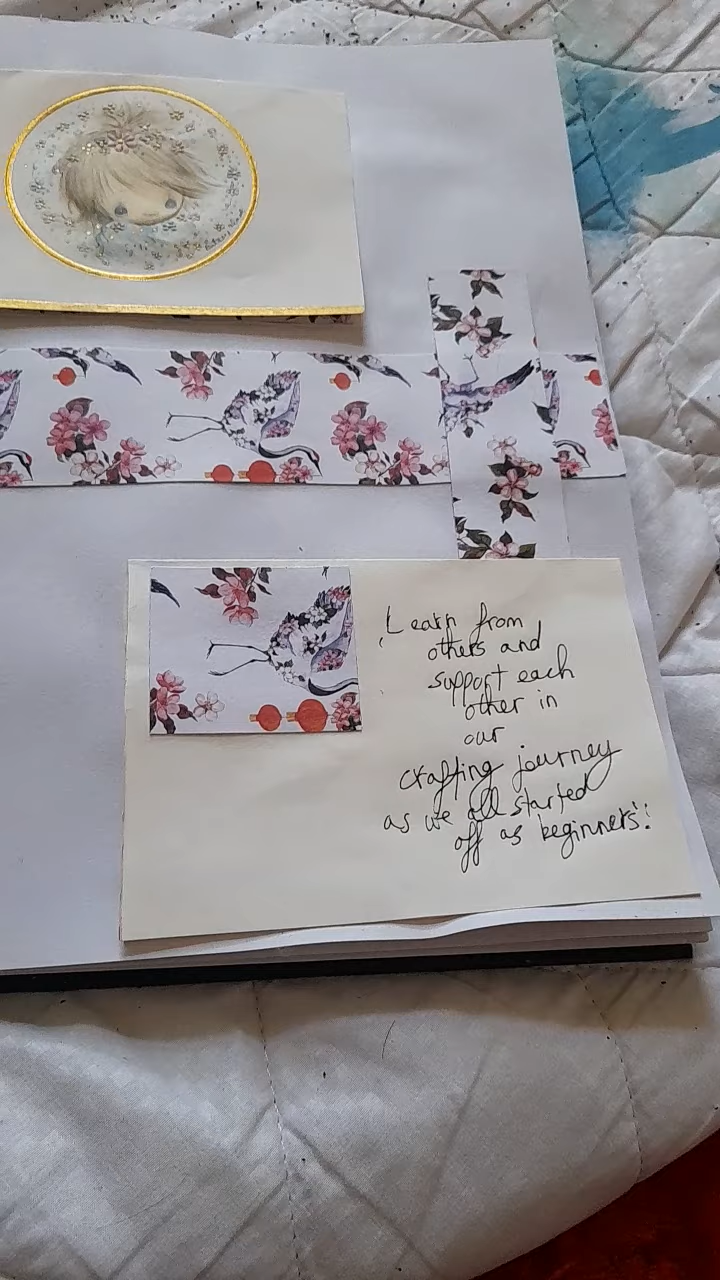 Learn from
others and
support each
other in
our
crafting journey
as we all started
off as beginners!!